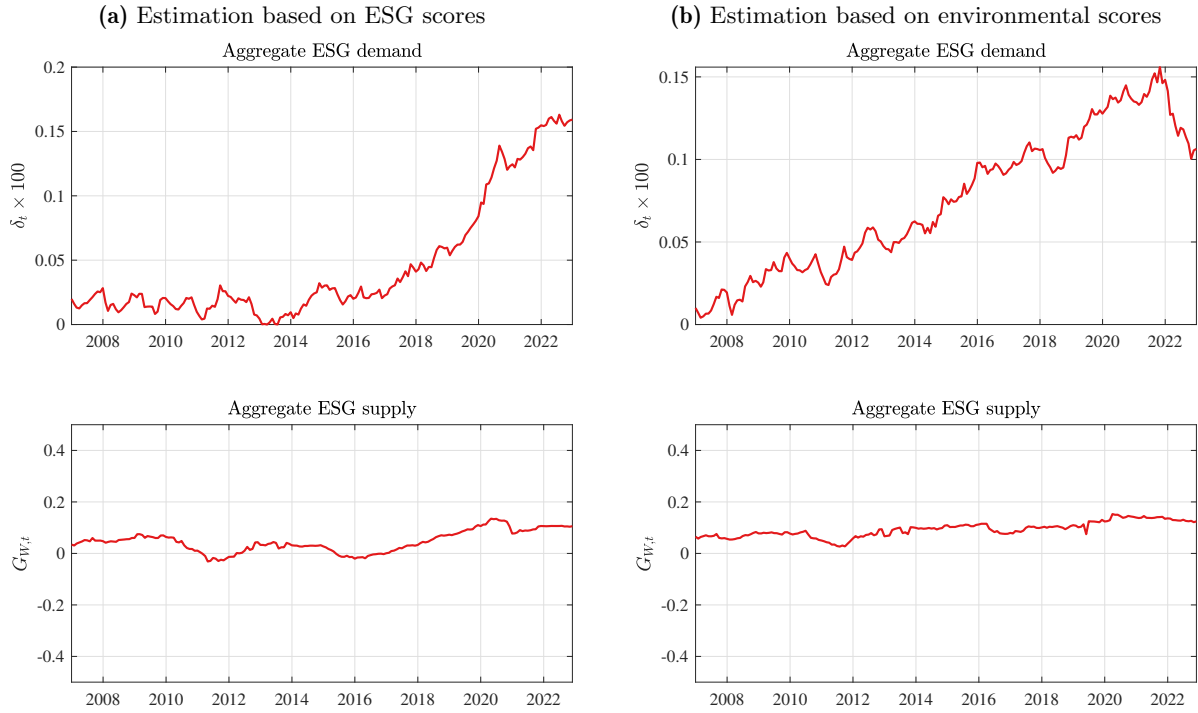 (a) Estimation based on ESG scores
Aggregate ESG demand
0.2
0.15
0.1
0.05
0
δt × 100
2008 2010 2012 2014 2016 2018 2020 2022
Aggregate ESG supply
0.4
0.2
0
-0.2
-0.4
GW,t
2008 2010 2012 2014 2016 2018 2020 2022
(b) Estimation based on environmental scores
Aggregate ESG demand
0.15
0.1
0.05
0
δt × 100
2008 2010 2012 2014 2016 2018 2020 2022
Aggregate ESG supply
0.4
0.2
0
-0.2
-0.4
GW,t
2008 2010 2012 2014 2016 2018 2020 2022